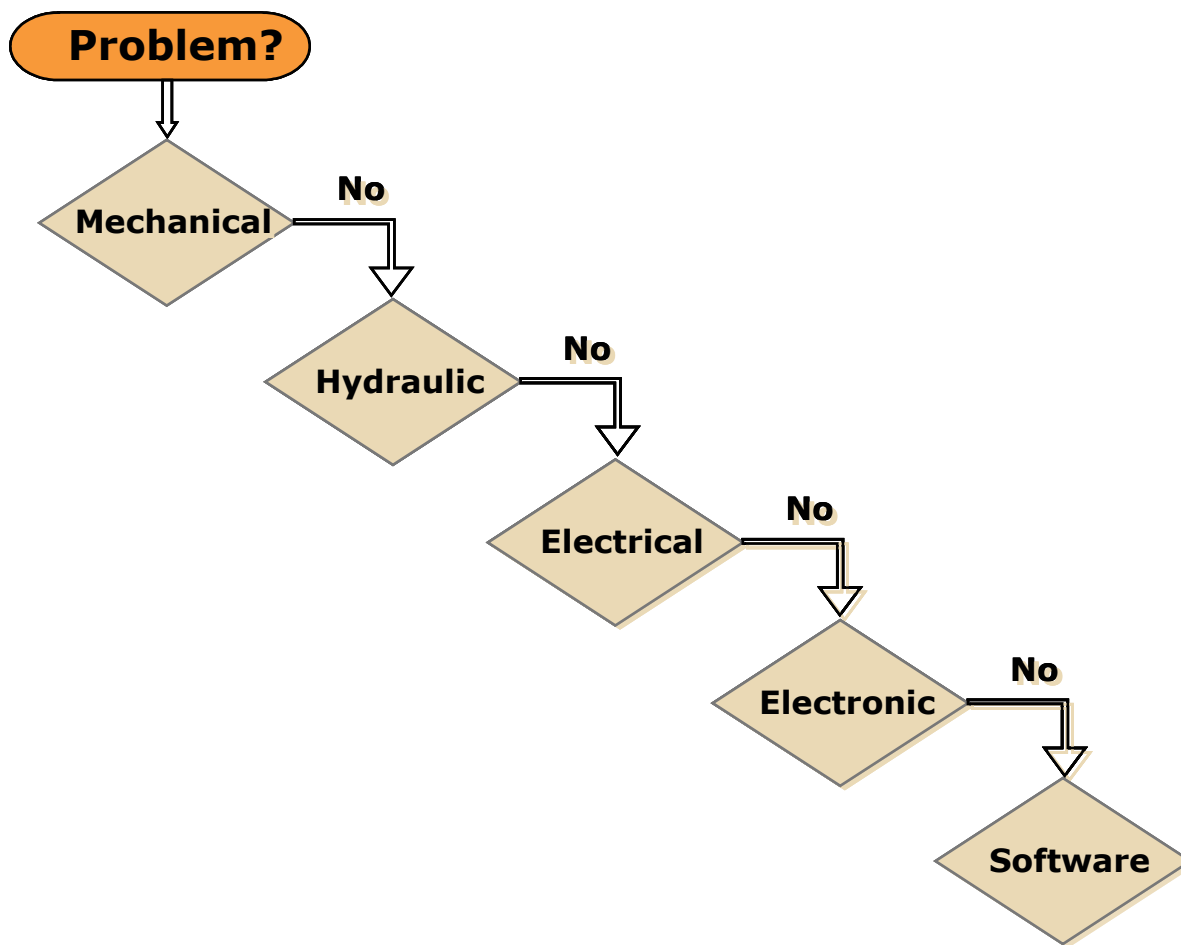 Problem?
No
Mechanical
No
Hydraulic
No
Electrical
No
Electronic
Software